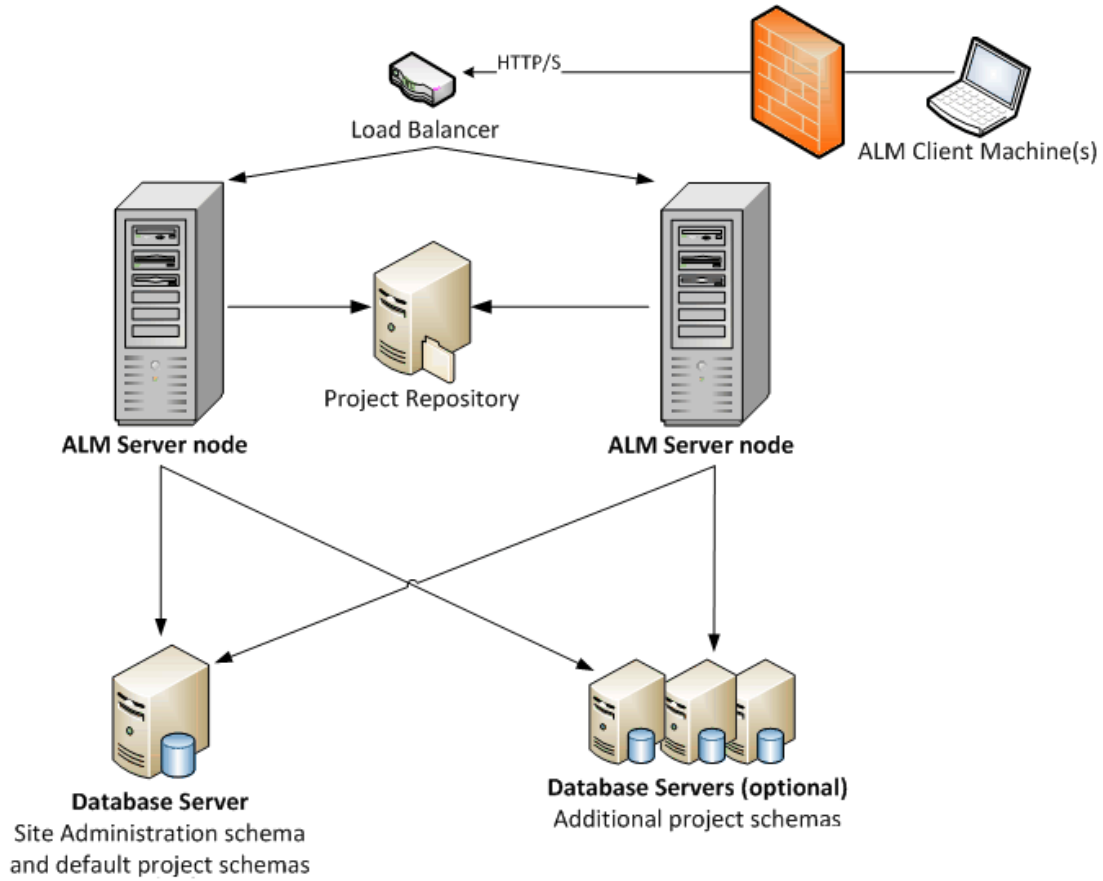 HTTP/S
Load Balancer
ALM Client Machine(s)
Project Repository
ALM Server node
ALM Server node
Database Server
Site Administration schema
and default project schemas
Database Servers (optional)
Additional project schemas